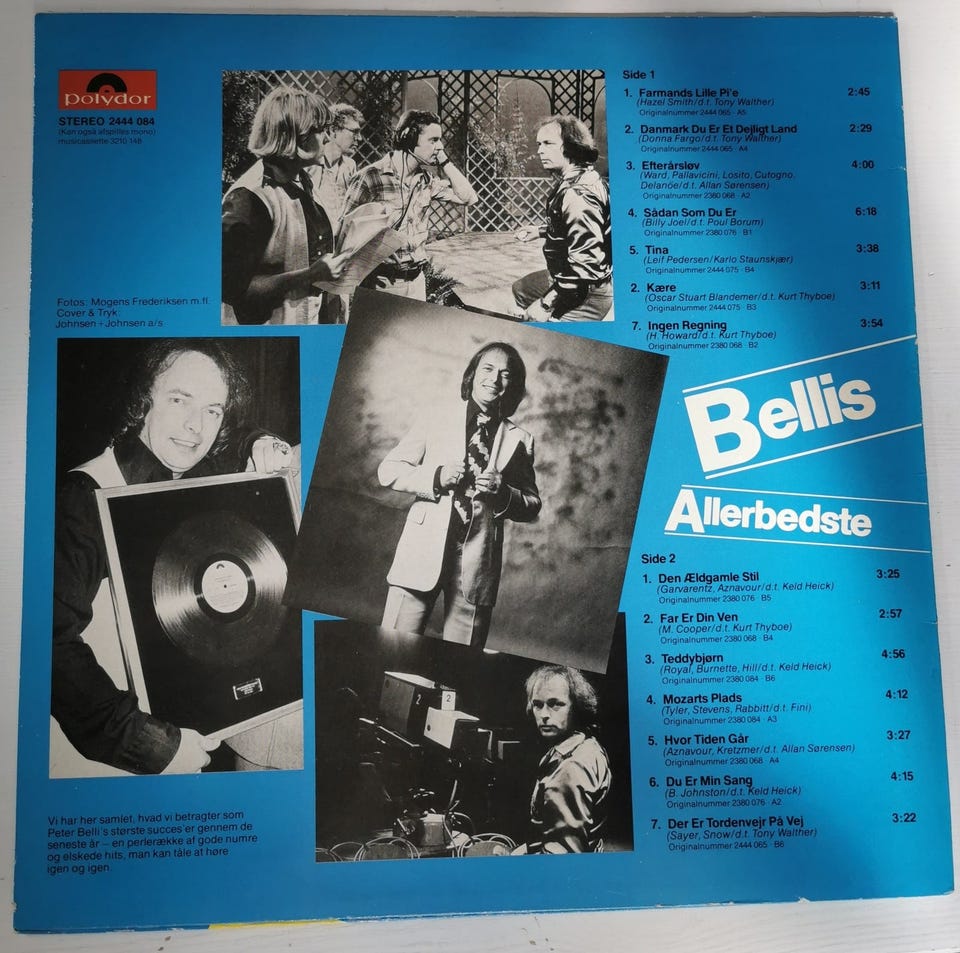 polydor
STEREO 2444 084
(Kan også afspilles mono)
musicassette 3210 148
Fotos: Mogens Frederiksen m.fl.
Cover & Tryk:
Johnsen + Johnsen a/s
Side 1
1. Farmands Lille Pi'e 2:45
(Hazel Smith/d.t. Tony Walther)
Originalnummer 2444 065 · A5
2. Danmark Du Er Et Dejligt Land 2:29
(Donna Fargo/d.t. Tony Walther)
Originalnummer 2444 065 · A4
3. Efterårsløv 4:00
(Ward, Pallavicini, Losito, Cutogno,
Delanöe/d.t. Allan Sørensen)
Originalnummer 2380 068 · A2
4. Sådan Som Du Er 6:18
(Billy Joel/d.t. Poul Borum)
Originalnummer 2380 076 · B1
5. Tina 3:38
(Leif Pedersen/Karlo Staunskjær)
Originalnummer 2444 075 · B4
2. Kære 3:11
(Oscar Stuart Blandemer/d.t. Kurt Thyboe)
Originalnummer 2444 075 · B3
7. Ingen Regning 3:54
(H. Howard/d.t. Kurt Thyboe)
Originalnummer 2380 068 · B2
Bellis
Allerbedste
Side 2
1. Den Ældgamle Stil 3:25
(Garvarentz, Aznavour/d.t. Keld Heick)
Originalnummer 2380 076 · B5
2. Far Er Din Ven 2:57
(M. Cooper/d.t. Kurt Thyboe)
Originalnummer 2380 068 · B4
3. Teddybjørn 4:56
(Royal, Burnette, Hill/d.t. Keld Heick)
Originalnummer 2380 084 · B6
4. Mozarts Plads 4:12
(Tyler, Stevens, Rabbitt/d.t. Fini)
Originalnummer 2380 084 · A3
5. Hvor Tiden Går 3:27
(Aznavour, Kretzmer/d.t. Allan Sørensen)
Originalnummer 2380 068 · A4
6. Du Er Min Sang 4:15
(B. Johnston/d.t. Keld Heick)
Originalnummer 2380 076 · A2
7. Der Er Tordenvejr På Vej 3:22
(Sayer, Snow/d.t. Tony Walther)
Originalnummer 2444 065 · B6
2 2
Vi har her samlet, hvad vi betragter som
Peter Belli's største succes'er gennem de
seneste år – en perlerække af gode numre
og elskede hits, man kan tåle at høre
igen og igen.